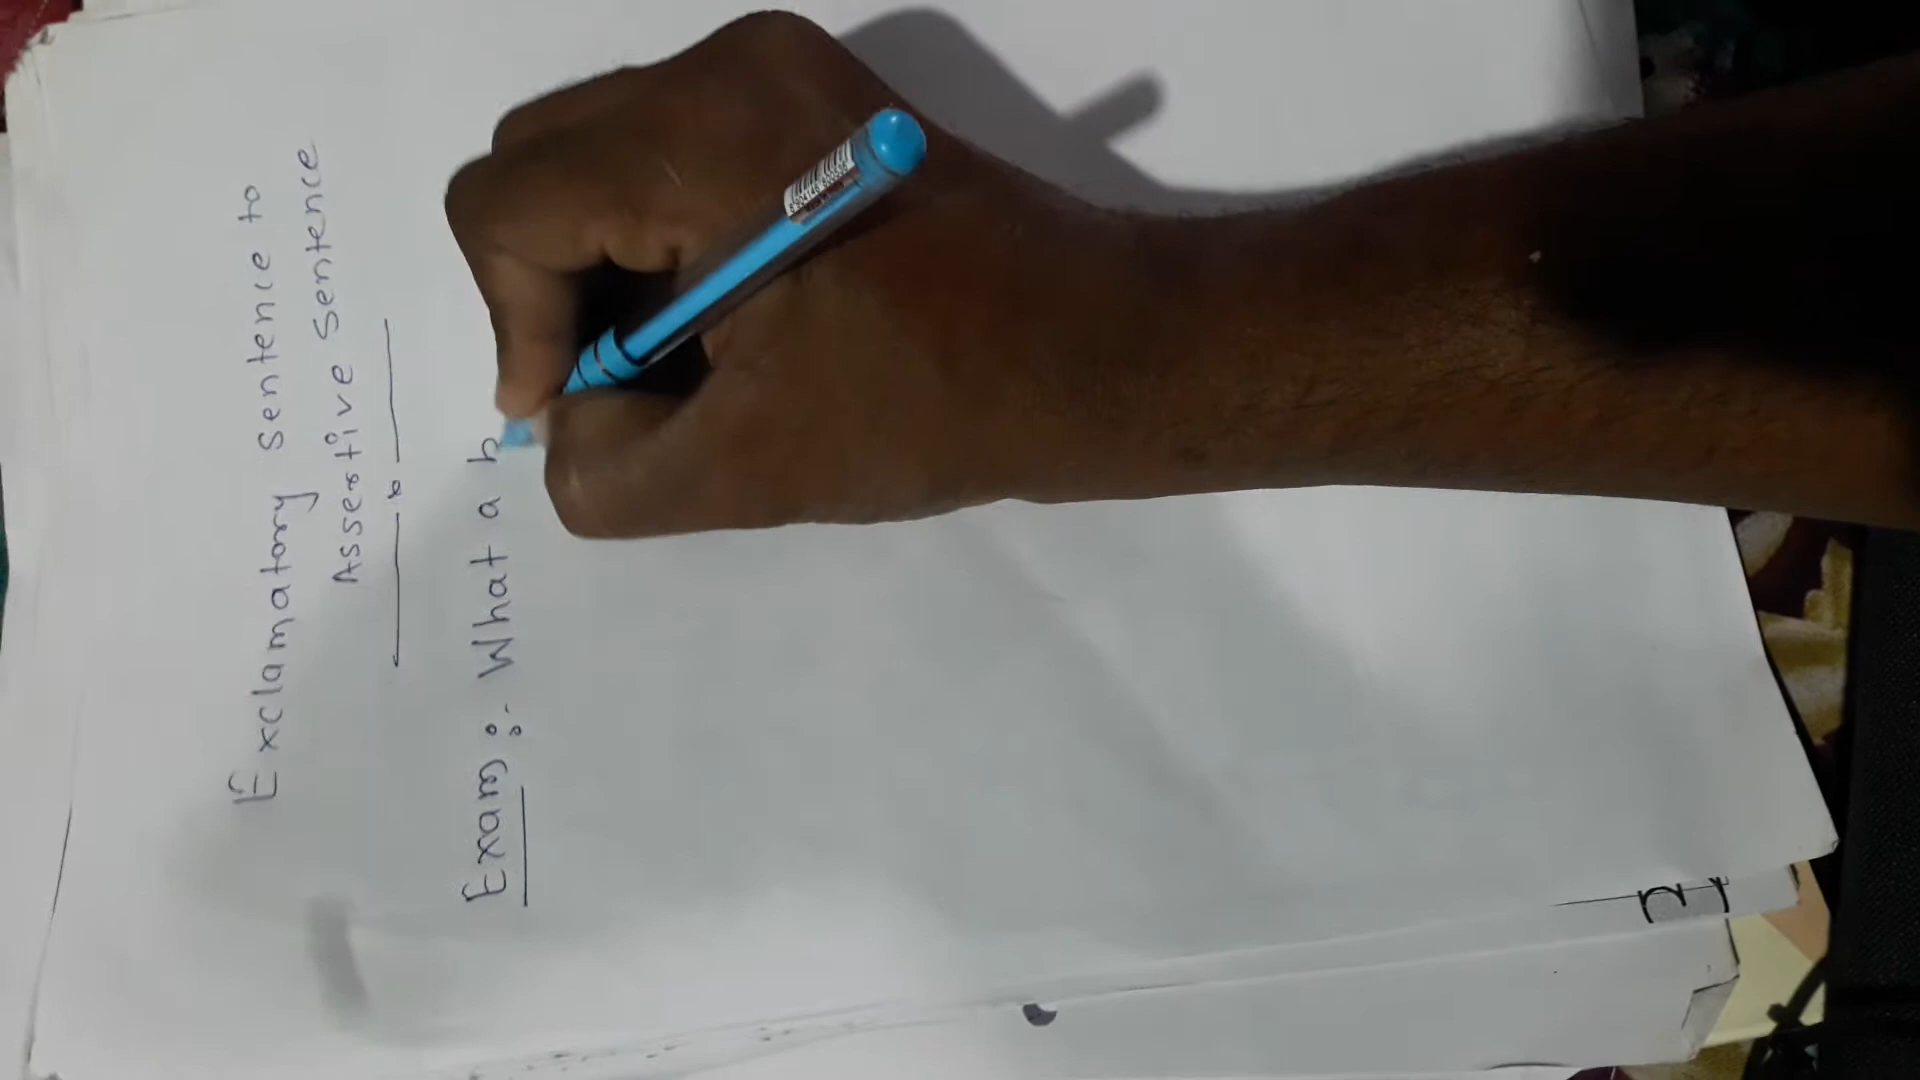 Exclamatory sentence to
Assertive Sentence
Exam :- What a b